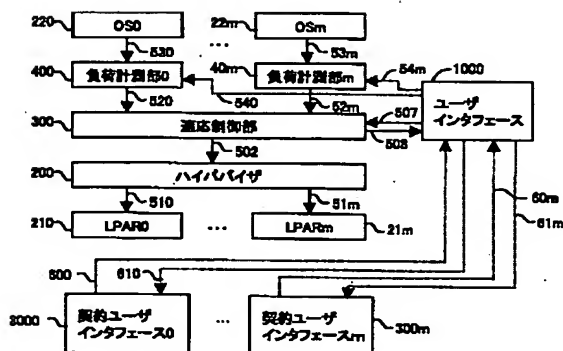 220
OS0
22m
OSm
530
...
53m
54m
1000
400
負荷計測部0
40m
負荷計測部m
ユーザ
インタフェース
520
540
52m
507
300
適応制御部
508
502
200
ハイパバイザ
510
51m
60m
61m
210
LPAR0
...
LPARm
21m
600
610
3000
契約ユーザ
インタフェース0
...
契約ユーザ
インタフェースm
300m